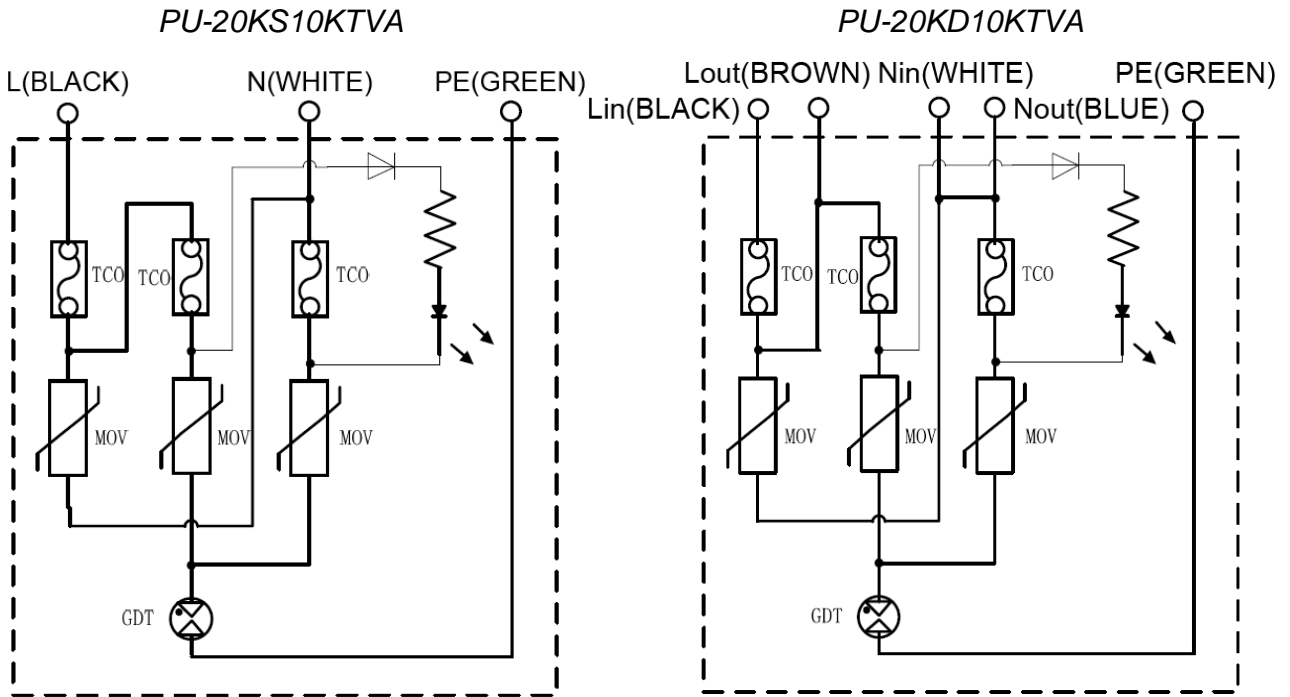 PU-20KS10KTVA
PU-20KD10KTVA
L(BLACK)
N(WHITE)
PE(GREEN)
TCO
TCO
TCO
MOV
MOV
MOV
GDT
Lout(BROWN)
Nin(WHITE)
PE(GREEN)
Lin(BLACK)
Nout(BLUE)
TCO
TCO
TCO
MOV
MOV
MOV
GDT